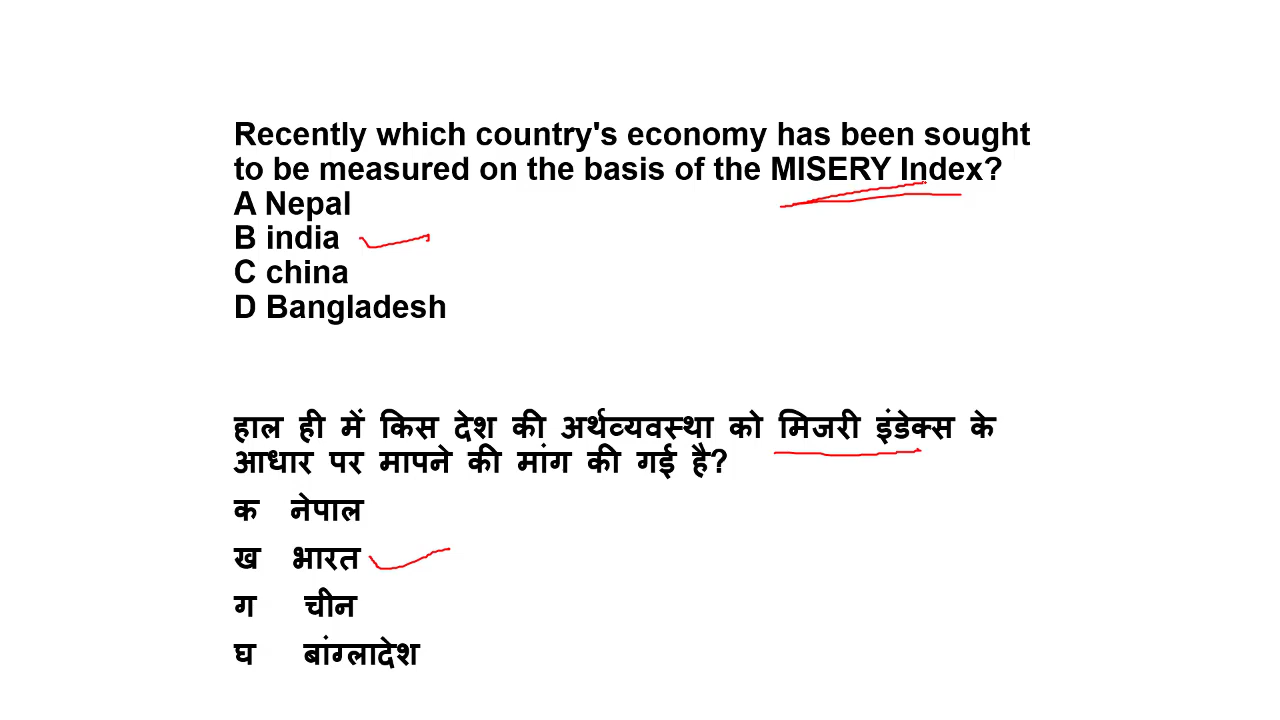 Recently which country's economy has been sought
to be measured on the basis of the MISERY Index?
A Nepal
B india
C china
D Bangladesh
हाल ही में किस देश की अर्थव्यवस्था को मिजरी इंडेक्स के
आधार पर मापने की मांग की गई है?
क नेपाल
ख भारत
ग चीन
घ बांग्लादेश